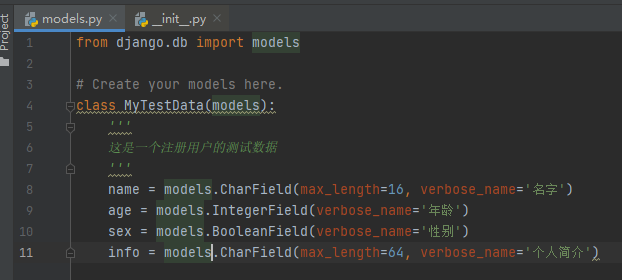 Project
models.py × __init__.py ×
1 from django.db import models
2
3 # Create your models here.
4 class MyTestData(models):
5 '''
6 这是一个注册用户的测试数据
7 '''
8 name = models.CharField(max_length=16, verbose_name='名字')
9 age = models.IntegerField(verbose_name='年龄')
10 sex = models.BooleanField(verbose_name='性别')
11 info = models.CharField(max_length=64, verbose_name='个人简介')